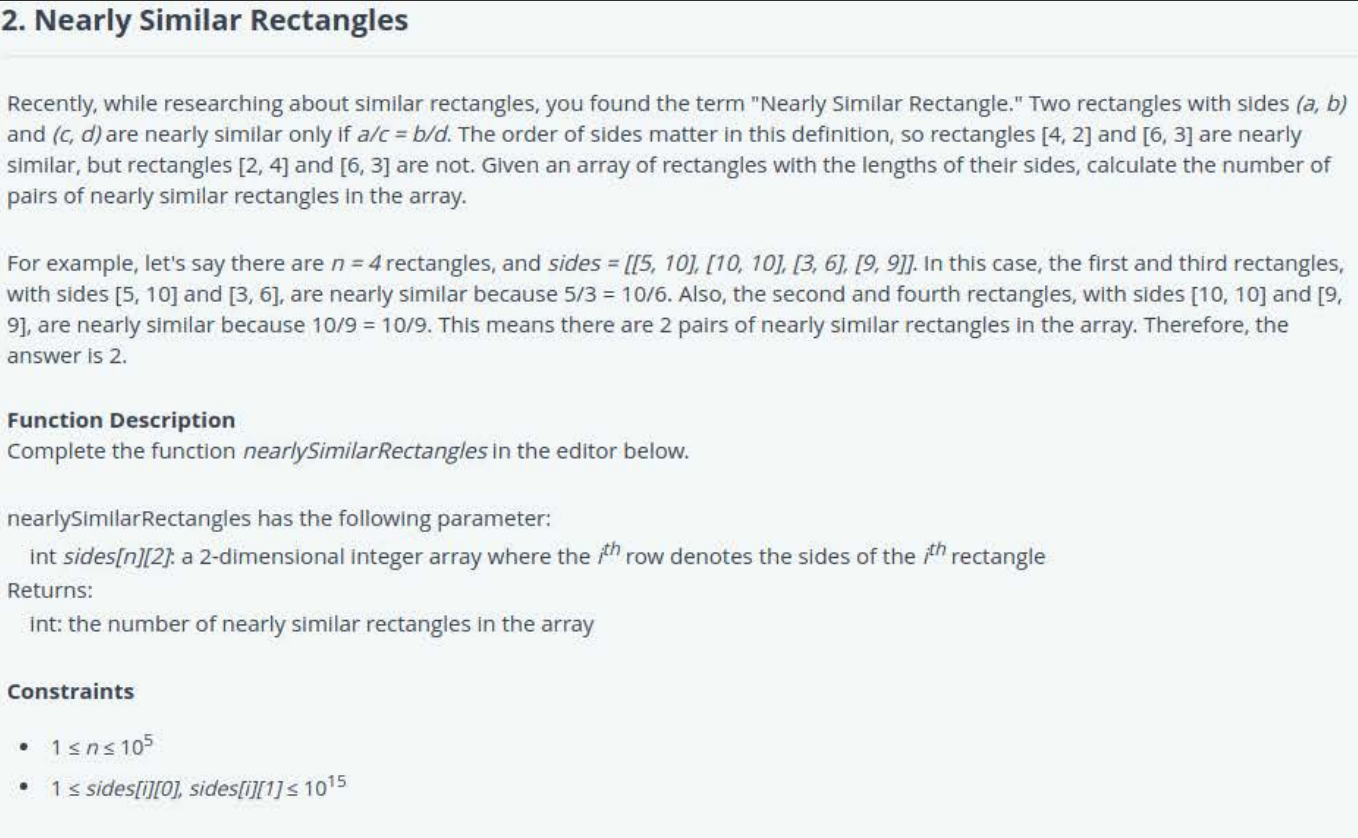 2. Nearly Similar Rectangles
Recently, while researching about similar rectangles, you found the term "Nearly Similar Rectangle." Two rectangles with sides (a, b)
and (c, d) are nearly similar only if a/c = b/d. The order of sides matter in this definition, so rectangles [4, 2] and [6, 3] are nearly
similar, but rectangles [2, 4] and [6, 3] are not. Given an array of rectangles with the lengths of their sides, calculate the number of
pairs of nearly similar rectangles in the array.
For example, let's say there are n = 4 rectangles, and sides = [[5, 10], [10, 10], [3, 6], [9, 9]]. In this case, the first and third rectangles,
with sides [5, 10] and [3, 6], are nearly similar because 5/3 = 10/6. Also, the second and fourth rectangles, with sides [10, 10] and [9,
9], are nearly similar because 10/9 = 10/9. This means there are 2 pairs of nearly similar rectangles in the array. Therefore, the
answer is 2.
Function Description
Complete the function nearlySimilarRectangles in the editor below.
nearlySimilarRectangles has the following parameter:
int sides[n][2]: a 2-dimensional integer array where the iᵗʰ row denotes the sides of the iᵗʰ rectangle
Returns:
int: the number of nearly similar rectangles in the array
Constraints
• 1 ≤ n ≤ 10⁵
• 1 ≤ sides[i][0], sides[i][1] ≤ 10¹⁵